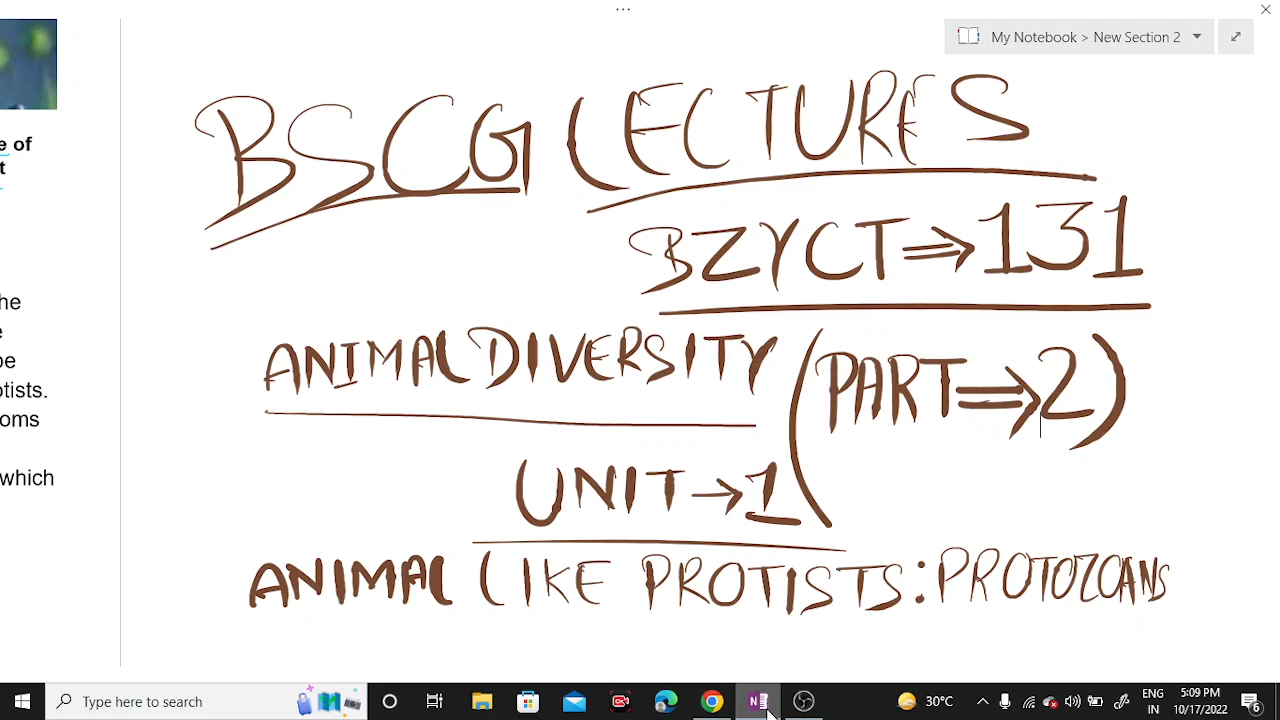 ...
My Notebook > New Section 2
e of
t
BSCG LECTURES
BZYCT⇒131
he
e
ANIMAL DIVERSITY (PART⇒2)
be
otists.
oms
which
UNIT→1
ANIMAL LIKE PROTISTS: PROTOZOANS
Type here to search
30°C
ENG
IN
5:09 PM
10/17/2022
6